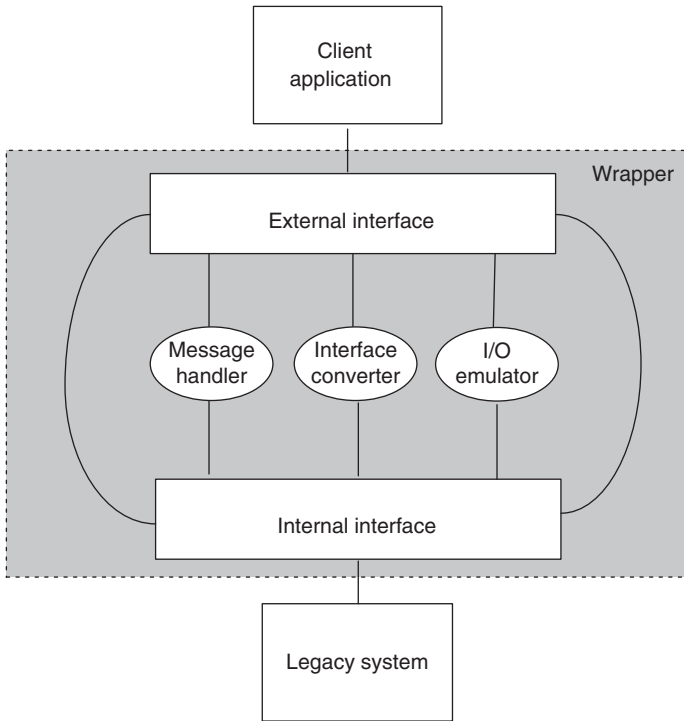 Client
application
Wrapper
External interface
Message
handler
Interface
converter
I/O
emulator
Internal interface
Legacy system